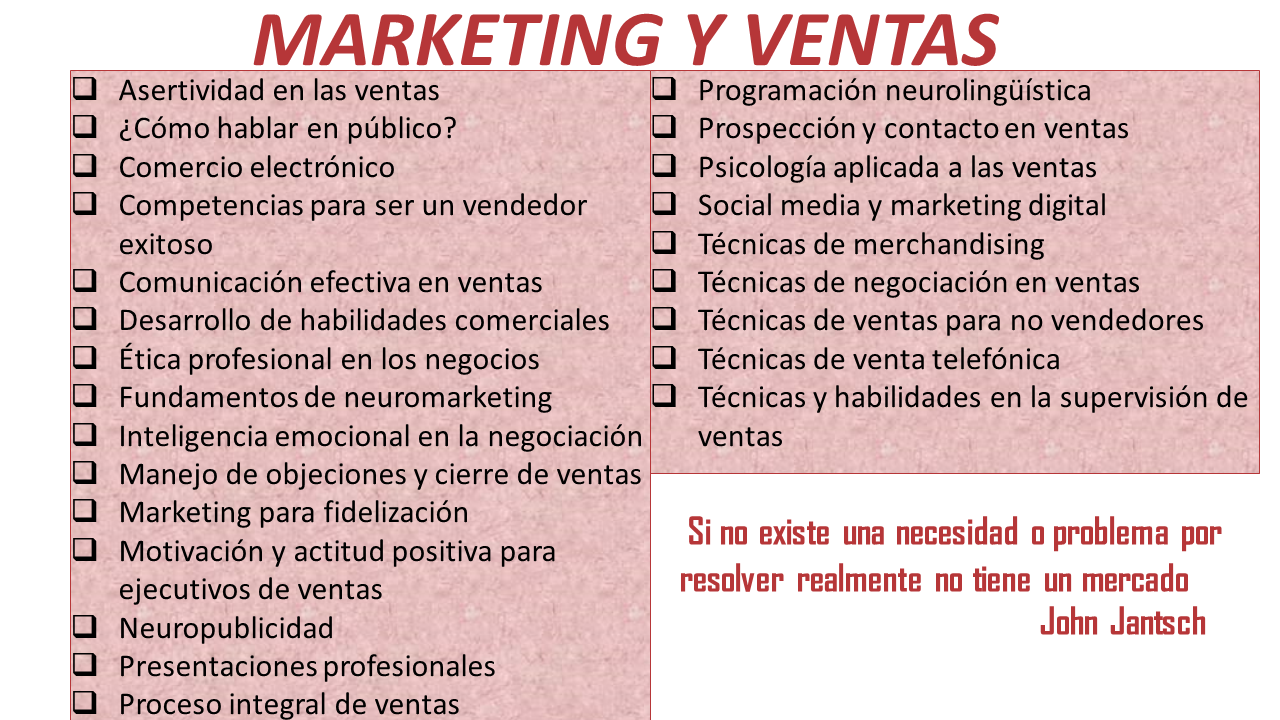 MARKETING Y VENTAS
❑ Asertividad en las ventas
❑ ¿Cómo hablar en público?
❑ Comercio electrónico
❑ Competencias para ser un vendedor
exitoso
❑ Comunicación efectiva en ventas
❑ Desarrollo de habilidades comerciales
❑ Ética profesional en los negocios
❑ Fundamentos de neuromarketing
❑ Inteligencia emocional en la negociación
❑ Manejo de objeciones y cierre de ventas
❑ Marketing para fidelización
❑ Motivación y actitud positiva para
ejecutivos de ventas
❑ Neuropublicidad
❑ Presentaciones profesionales
❑ Proceso integral de ventas
❑ Programación neurolingüística
❑ Prospección y contacto en ventas
❑ Psicología aplicada a las ventas
❑ Social media y marketing digital
❑ Técnicas de merchandising
❑ Técnicas de negociación en ventas
❑ Técnicas de ventas para no vendedores
❑ Técnicas de venta telefónica
❑ Técnicas y habilidades en la supervisión de
ventas
Si no existe una necesidad o problema por
resolver realmente no tiene un mercado
John Jantsch